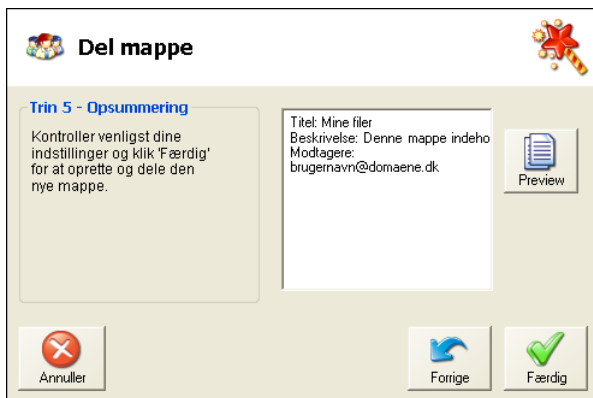 Del mappe
Trin 5 - Opsummering
Kontroller venligst dine
indstillinger og klik 'Færdig'
for at oprette og dele den
nye mappe.
Titel: Mine filer
Beskrivelse: Denne mappe indeho
Modtagere:
brugernavn@domaene.dk
Preview
Annuller
Forrige
Færdig